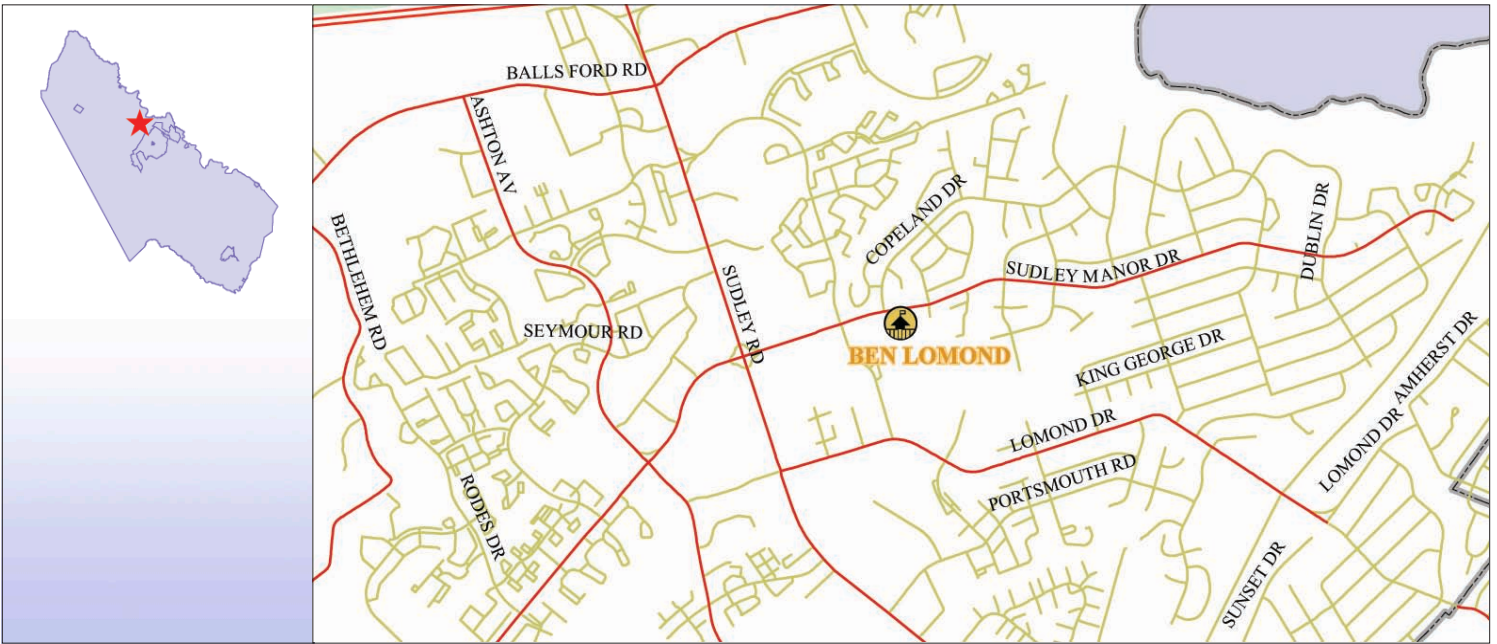 BALLS FORD RD
ASHTON AV
BETHLEHEM RD
COPELAND DR
DUBLIN DR
SUDLEY MANOR DR
SUDLEY RD
SEYMOUR RD
BEN LOMOND
KING GEORGE DR
AMHERST DR
LOMOND DR
LOMOND DR
PORTSMOUTH RD
RODES DR
SUNSET DR